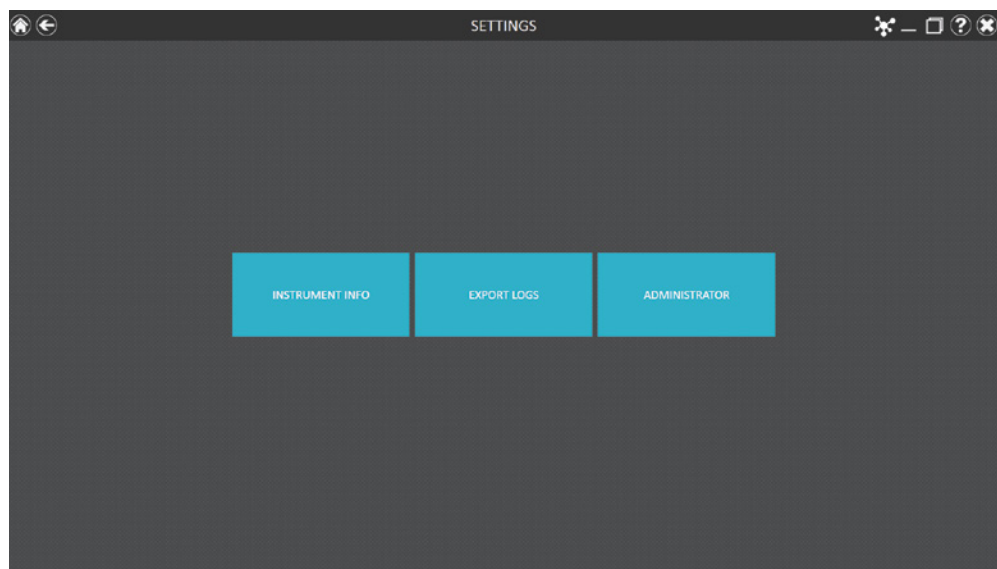 SETTINGS
?
INSTRUMENT INFO
EXPORT LOGS
ADMINISTRATOR